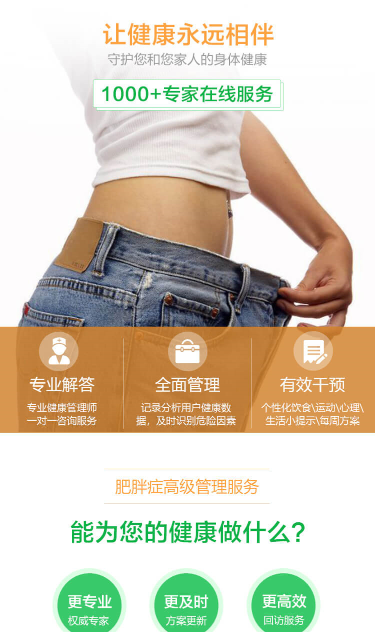 让健康永远相伴
守护您和您家人的身体健康
1000+专家在线服务
专业解答
全面管理
有效干预
专业健康管理师
一对一咨询服务
记录分析用户健康数
据，及时识别危险因素
个性化饮食\运动\心理\
生活小提示\每周方案
肥胖症高级管理服务
能为您的健康做什么?
更专业
更及时
更高效
权威专家
方案更新
回访服务